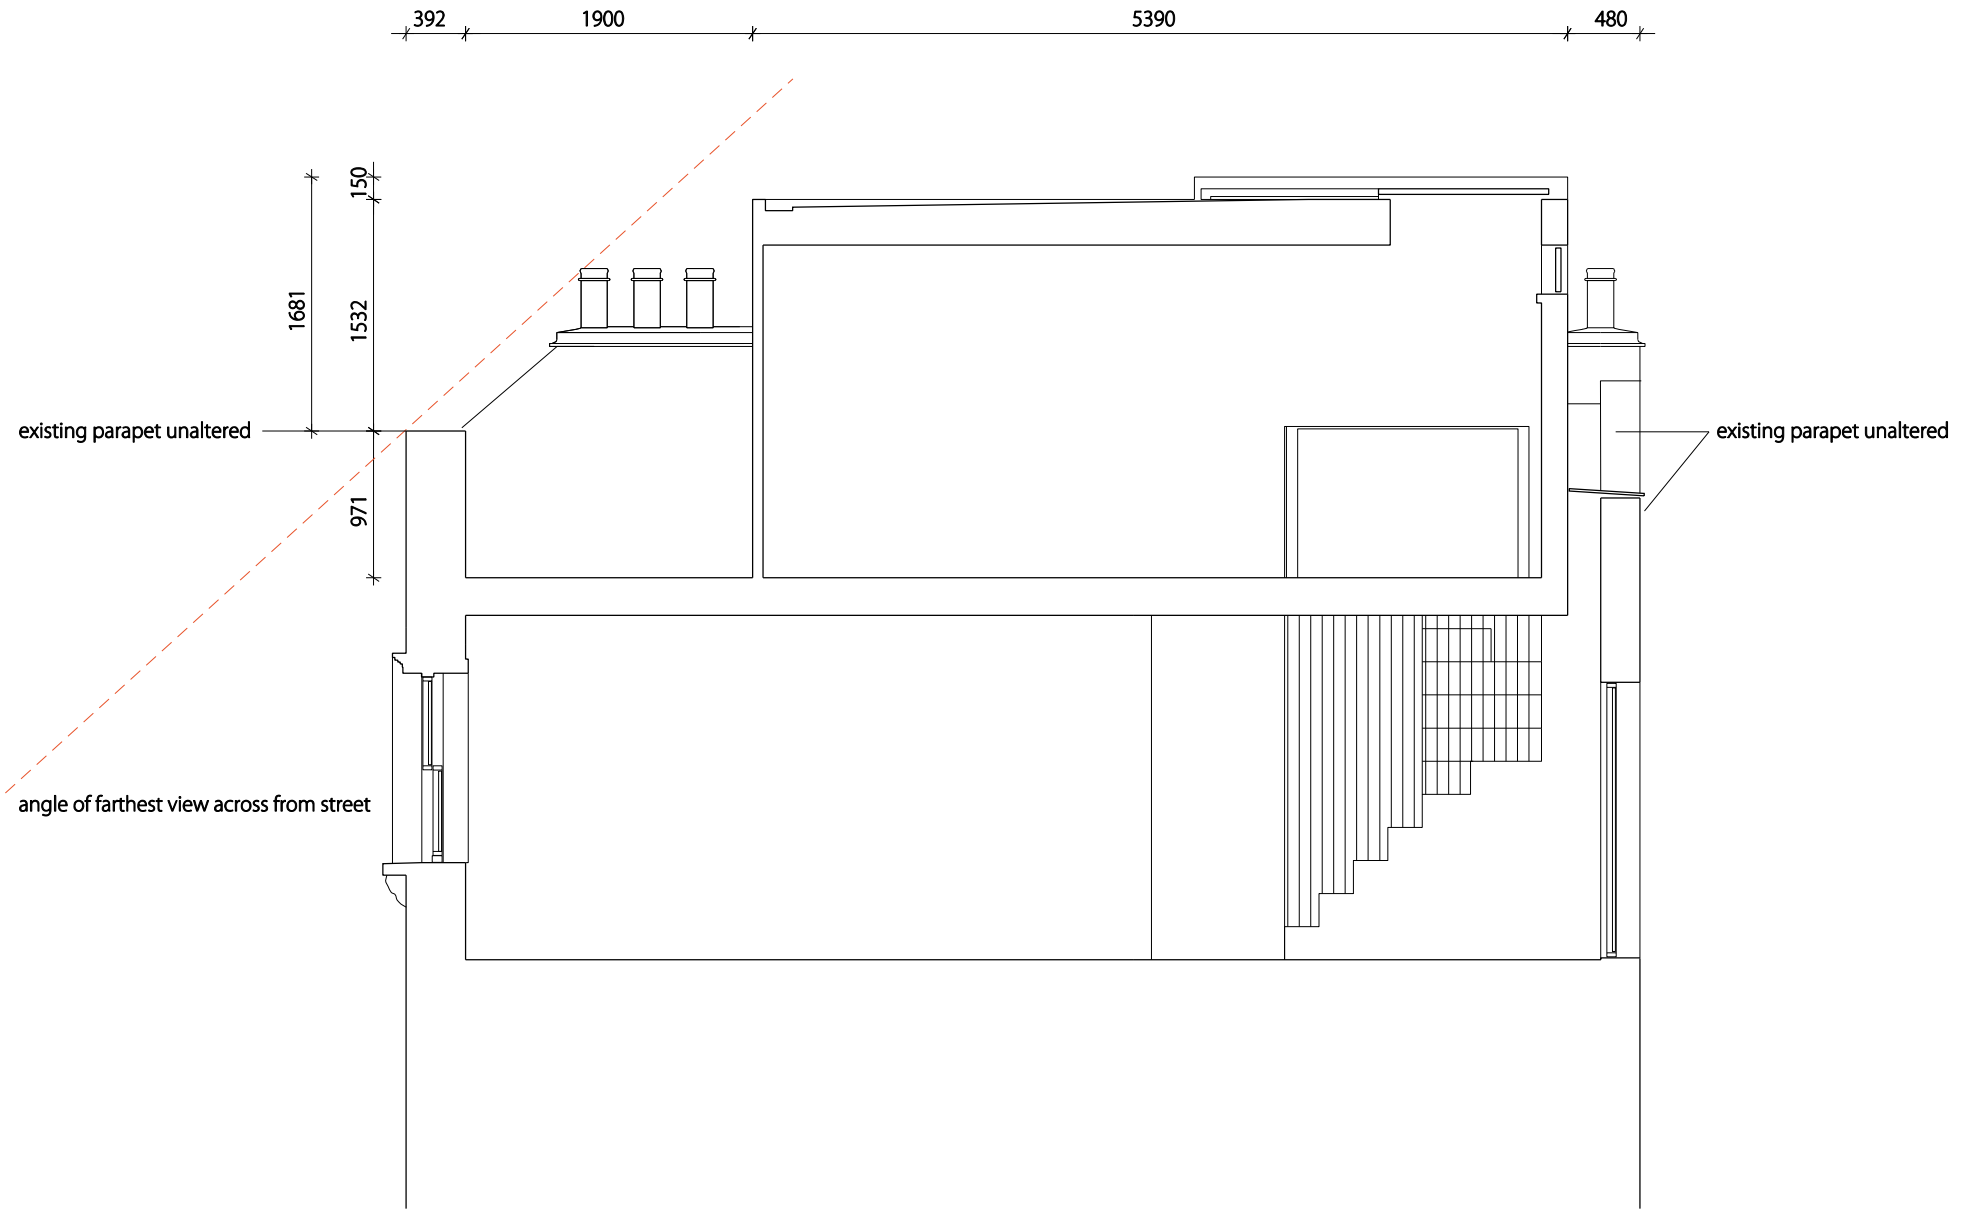 392
1900
5390
480
150
1681
1532
existing parapet unaltered
existing parapet unaltered
971
angle of farthest view across from street